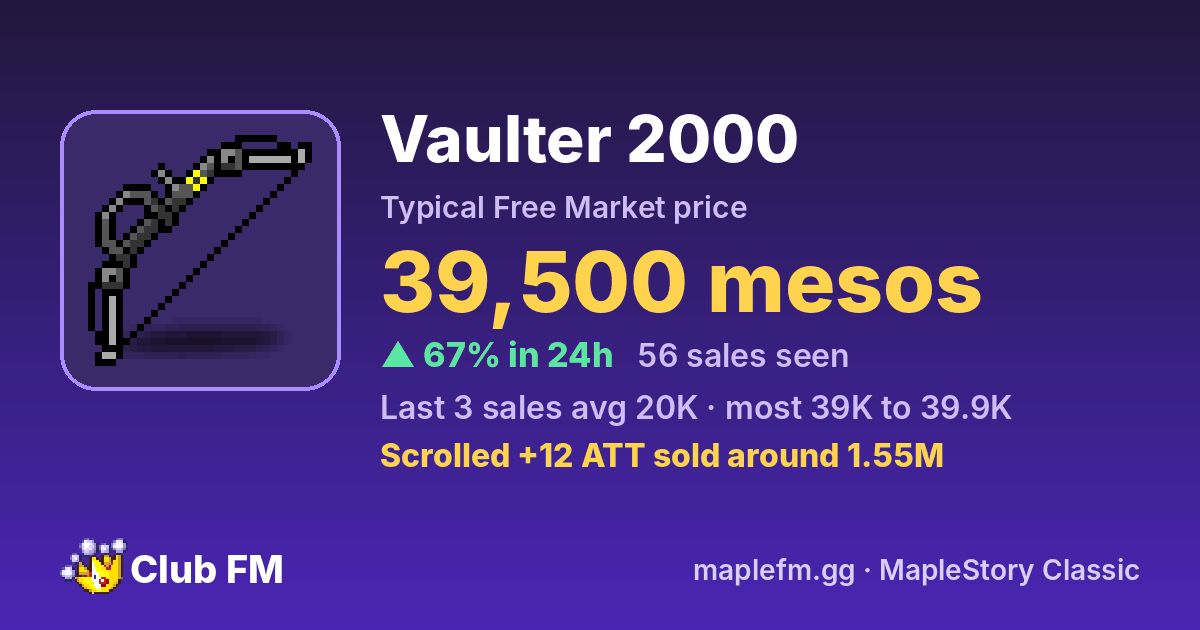 Vaulter 2000
Typical Free Market price
39,500 mesos
▲ 67% in 24h 56 sales seen
Last 3 sales avg 20K · most 39K to 39.9K
Scrolled +12 ATT sold around 1.55M
Club FM
maplefm.gg · MapleStory Classic